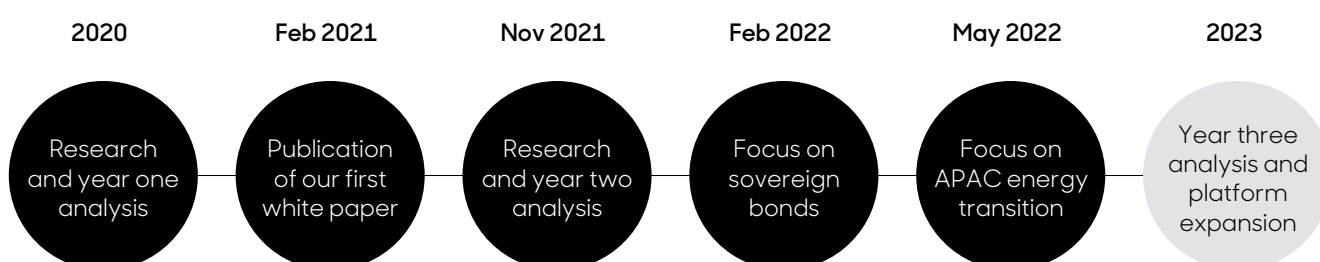 2020
Feb 2021
Nov 2021
Feb 2022
May 2022
2023
Research
and year one
analysis
Publication
of our first
white paper
Research
and year two
analysis
Focus on
sovereign
bonds
Focus on
APAC energy
transition
Year three
analysis and
platform
expansion